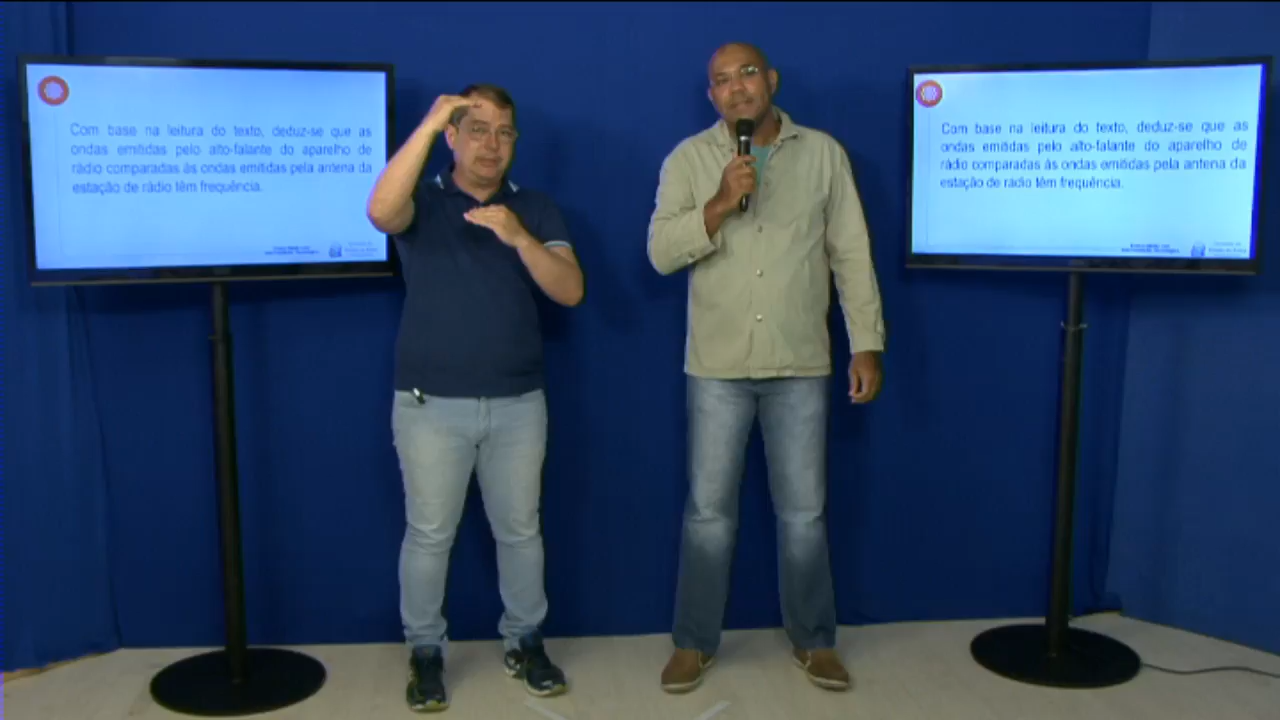 Com base na leitura do texto, deduz-se que as
ondas emitidas pelo alto-falante do aparelho de
rádio comparadas às ondas emitidas pela antena da
estação de rádio têm frequência.
Com base na leitura do texto, deduz-se que as
ondas emitidas pelo alto-falante do aparelho de
rádio comparadas às ondas emitidas pela antena da
estação de rádio têm frequência.